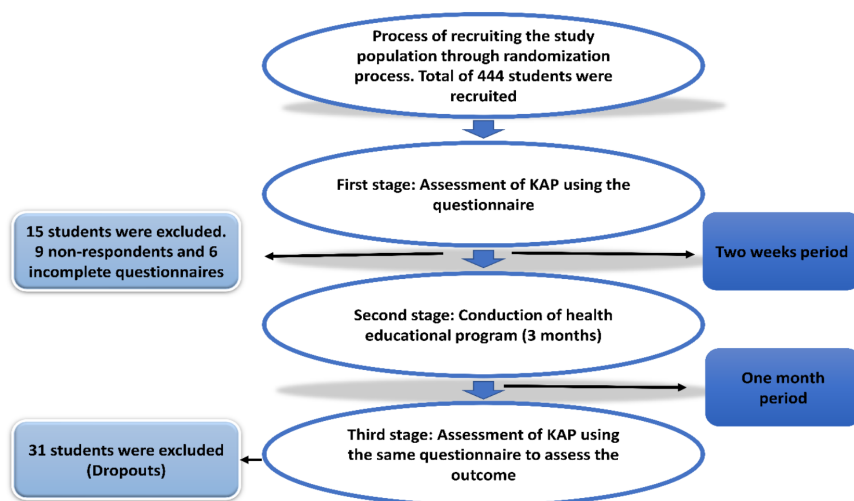 Process of recruiting the study
population through randomization
process. Total of 444 students were
recruited
First stage: Assessment of KAP using the
questionnaire
15 students were excluded.
9 non-respondents and 6
incomplete questionnaires
Two weeks period
Second stage: Conduction of health
educational program (3 months)
One month
period
Third stage: Assessment of KAP using
the same questionnaire to assess the
outcome
31 students were excluded
(Dropouts)